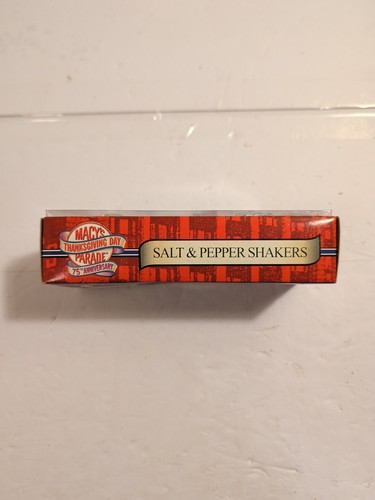 MACY'S
THANKSGIVING DAY
PARADE
75th ANNIVERSARY
SALT & PEPPER SHAKERS